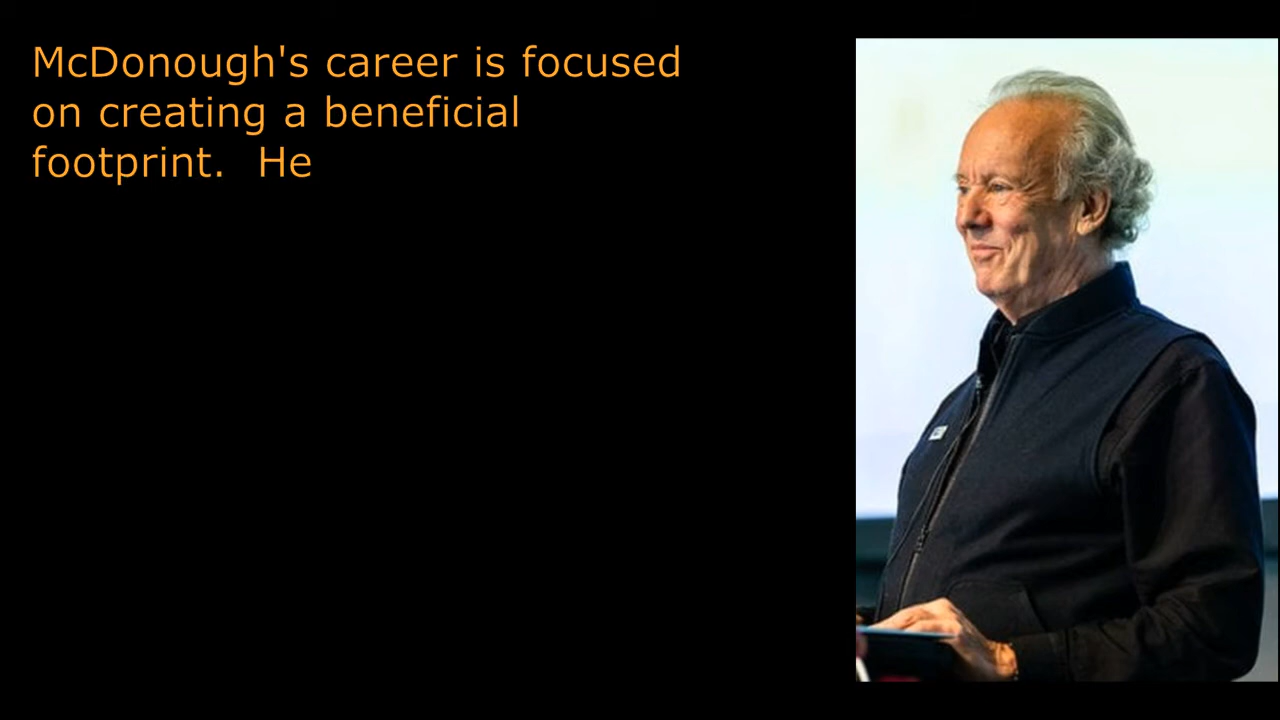 McDonough's career is focused
on creating a beneficial
footprint.  He